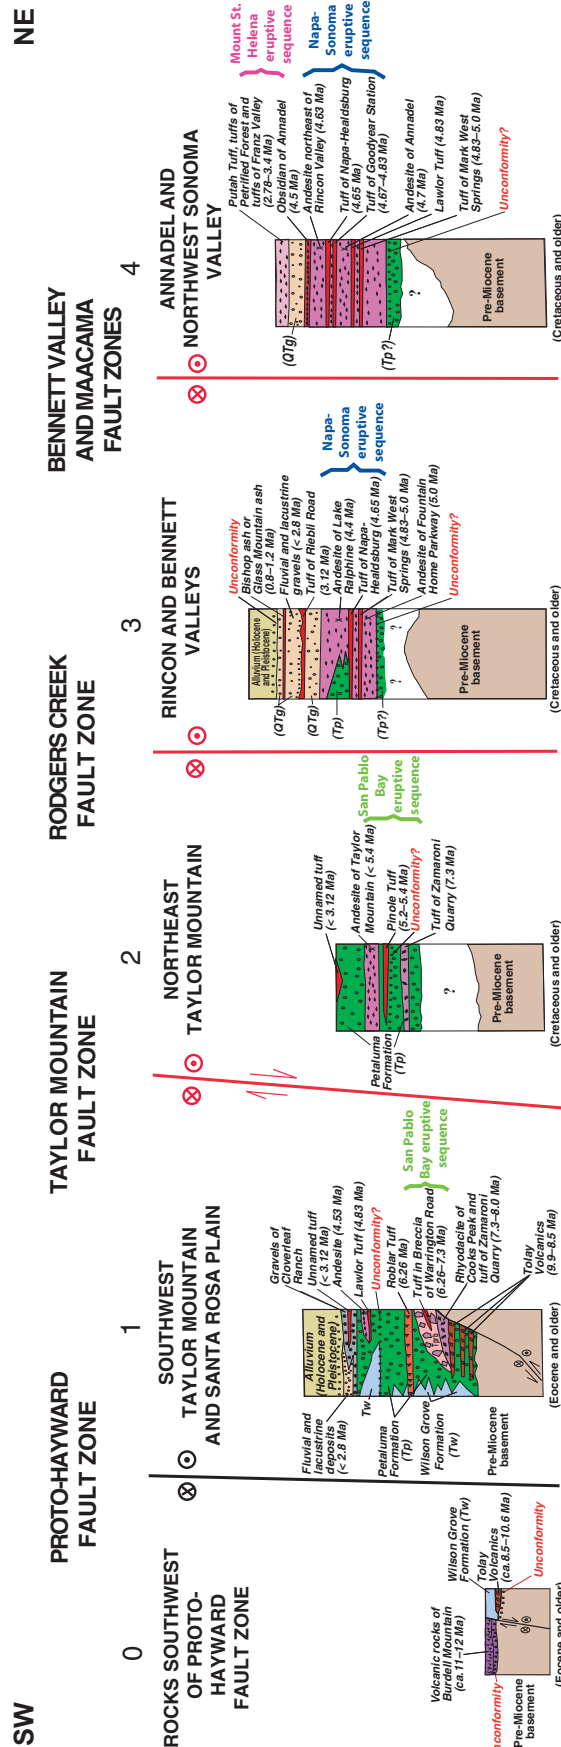 SW
NE
PROTO-HAYWARD
FAULT ZONE
TAYLOR MOUNTAIN
FAULT ZONE
RODGERS CREEK
FAULT ZONE
BENNETT VALLEY
AND MAACAMA
FAULT ZONES
0
ROCKS SOUTHWEST
OF PROTO-
HAYWARD
FAULT ZONE
Volcanic rocks of
Burdell Mountain
(ca.11–12 Ma)
conformity
Pre-Miocene
basement
Wilson Grove
Formation (Tw)
Tolay
Volcanics
(ca.8.5–10.6 Ma)
Unconformity
(Eocene and older)
1
SOUTHWEST
TAYLOR MOUNTAIN
AND SANTA ROSA PLAIN
Fluvial and
lacustrine
deposits
(< 2.8 Ma)
Tw
Petaluma
Formation
(Tp)
Wilson Grove
Formation
(Tw)
Pre-Miocene
basement
Alluvium
(Holocene and
Pleistocene)
Gravels of
Cloverleaf
Ranch
Unnamed tuff
(< 3.12 Ma)
Andesite (4.53 Ma)
Lawlor Tuff (4.83 Ma)
Unconformity?
Roblar Tuff
(6.26 Ma)
Tuff in Breccia
of Warrington Road
(6.26–7.3 Ma)
Rhyodacite of
Cooks Peak and
tuff of Zamaroni
Quarry (7.3–8.0 Ma)
Tolay
Volcanics
(9.9–8.5 Ma)
San Pablo
Bay eruptive
sequence
(Eocene and older)
2
NORTHEAST
TAYLOR MOUNTAIN
Petaluma
Formation
(Tp)
Unnamed tuff
(< 3.12 Ma)
Andesite of Taylor
Mountain (< 5.4 Ma)
Pinole Tuff
(5.2–5.4 Ma)
Unconformity?
Tuff of Zamaroni
Quarry (7.3 Ma)
San Pablo
Bay
eruptive
sequence
?
Pre-Miocene
basement
(Cretaceous and older)
3
RINCON AND BENNETT
VALLEYS
(QTg)
(QTg)
(Tp)
(Tp?)
Alluvium (Holocene
and Pleistocene)
Unconformity
Bishop ash or
Glass Mountain ash
(0.8–1.2 Ma)
Fluvial and lacustrine
gravels (< 2.8 Ma)
Tuff of Riebli Road
(3.12 Ma)
Andesite of Lake
Ralphine (4.4 Ma)
Tuff of Napa-
Healdsburg (4.65 Ma)
Tuff of Mark West
Springs (4.83–5.0 Ma)
Andesite of Fountain
Home Parkway (5.0 Ma)
Unconformity?
Napa-
Sonoma
eruptive
sequence
?
?
Pre-Miocene
basement
(Cretaceous and older)
4
ANNADEL AND
NORTHWEST SONOMA
VALLEY
(QTg)
(Tp?)
Putah Tuff, tuffs of
Petrified Forest and
tuffs of Franz Valley
(2.78–3.4 Ma)
Obsidian of Annadel
(4.5 Ma)
Andesite northeast of
Rincon Valley (4.63 Ma)
Tuff of Napa-Healdsburg
(4.65 Ma)
Tuff of Goodyear Station
(4.67–4.83 Ma)
Andesite of Annadel
(4.7 Ma)
Lawlor Tuff (4.83 Ma)
Tuff of Mark West
Springs (4.83–5.0 Ma)
Unconformity?
Mount St.
Helena
eruptive
sequence
Napa-
Sonoma
eruptive
sequence
?
Pre-Miocene
basement
(Cretaceous and older)